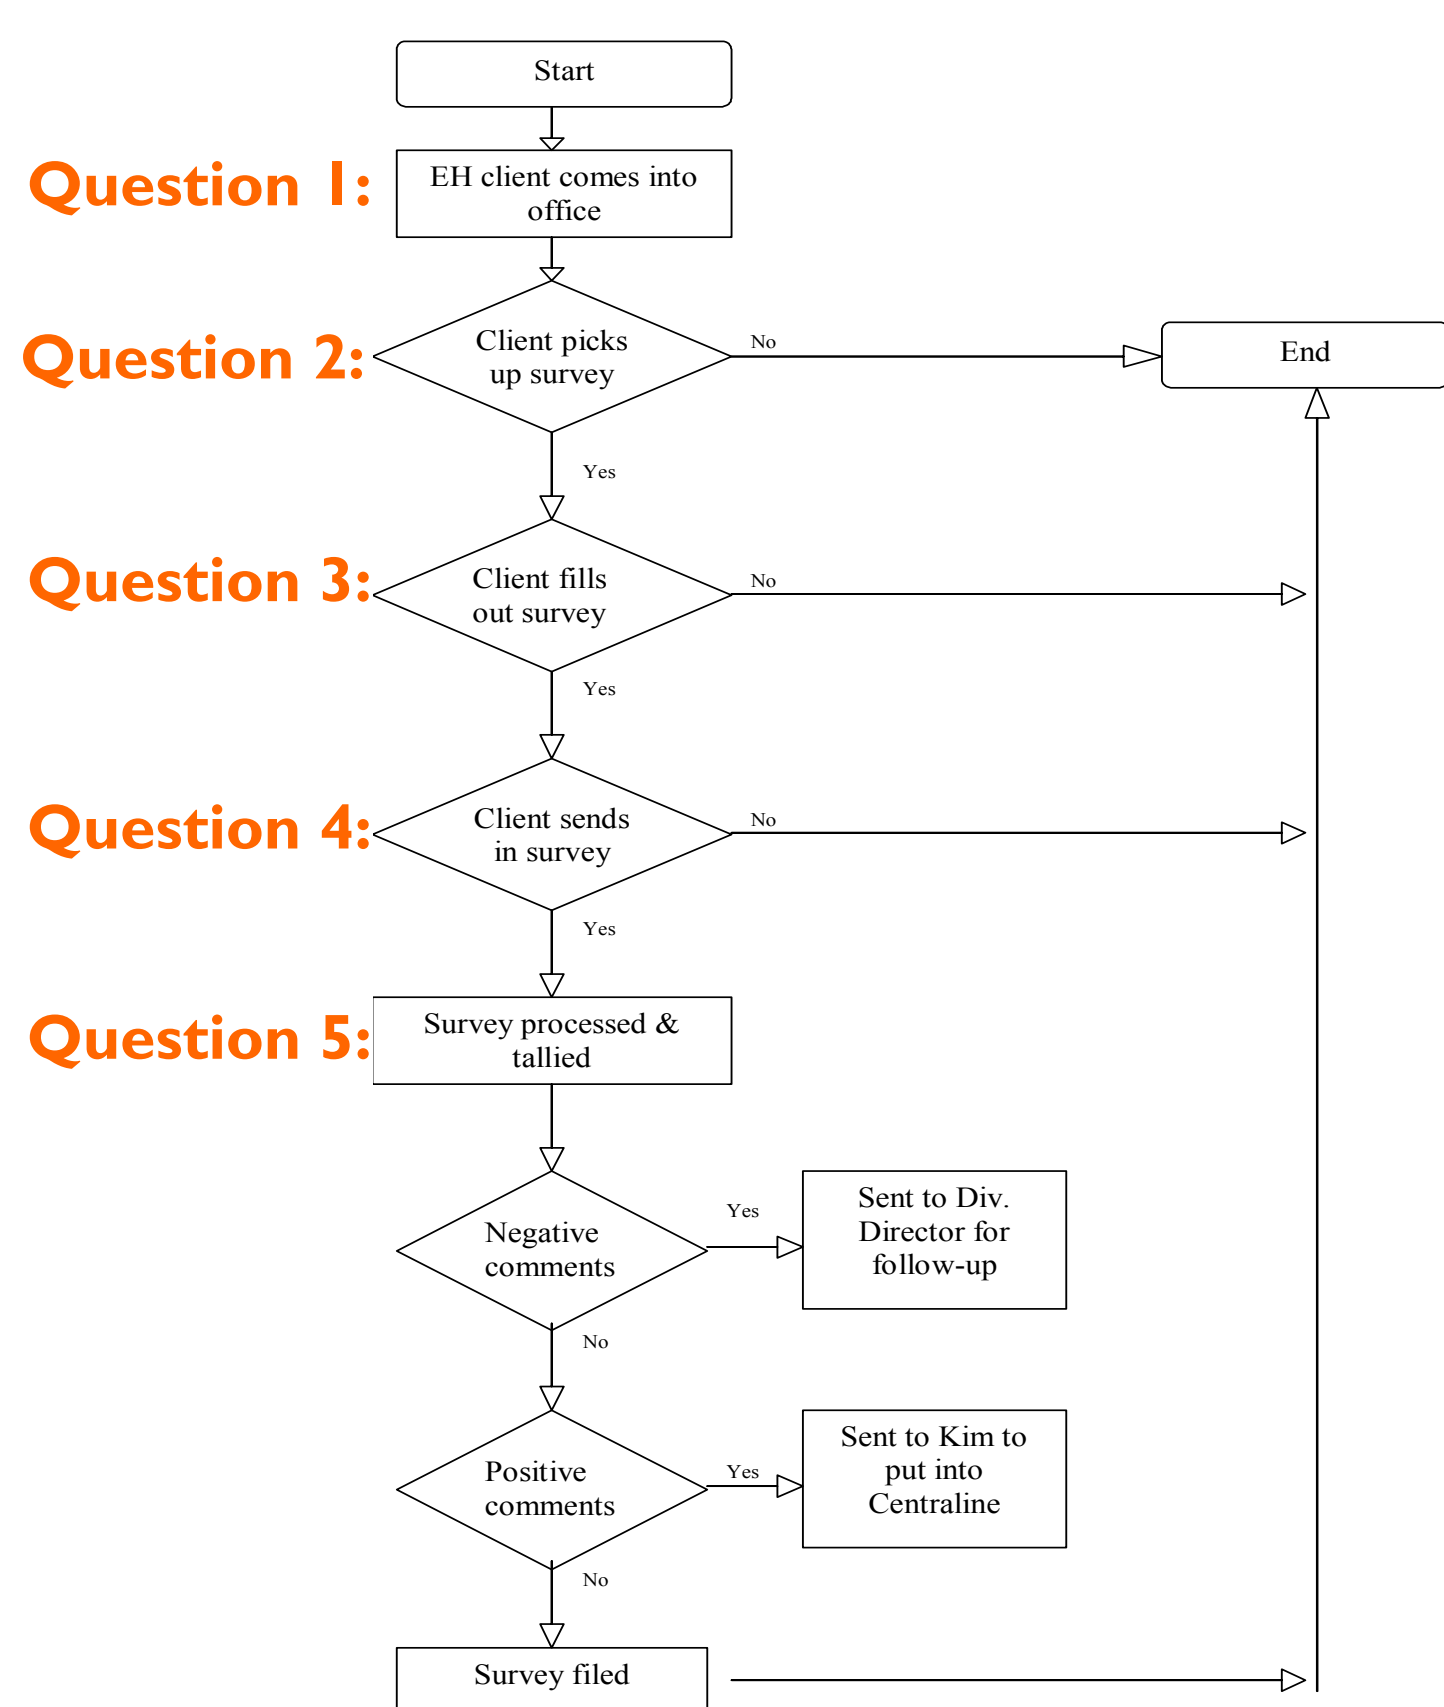 Start
Question 1:
EH client comes into
office
Question 2:
Client picks
up survey
No
End
Yes
Question 3:
Client fills
out survey
No
Yes
Question 4:
Client sends
in survey
No
Yes
Question 5:
Survey processed &
tallied
Negative
comments
Yes
Sent to Div.
Director for
follow-up
No
Positive
comments
Yes
Sent to Kim to
put into
Centraline
No
Survey filed